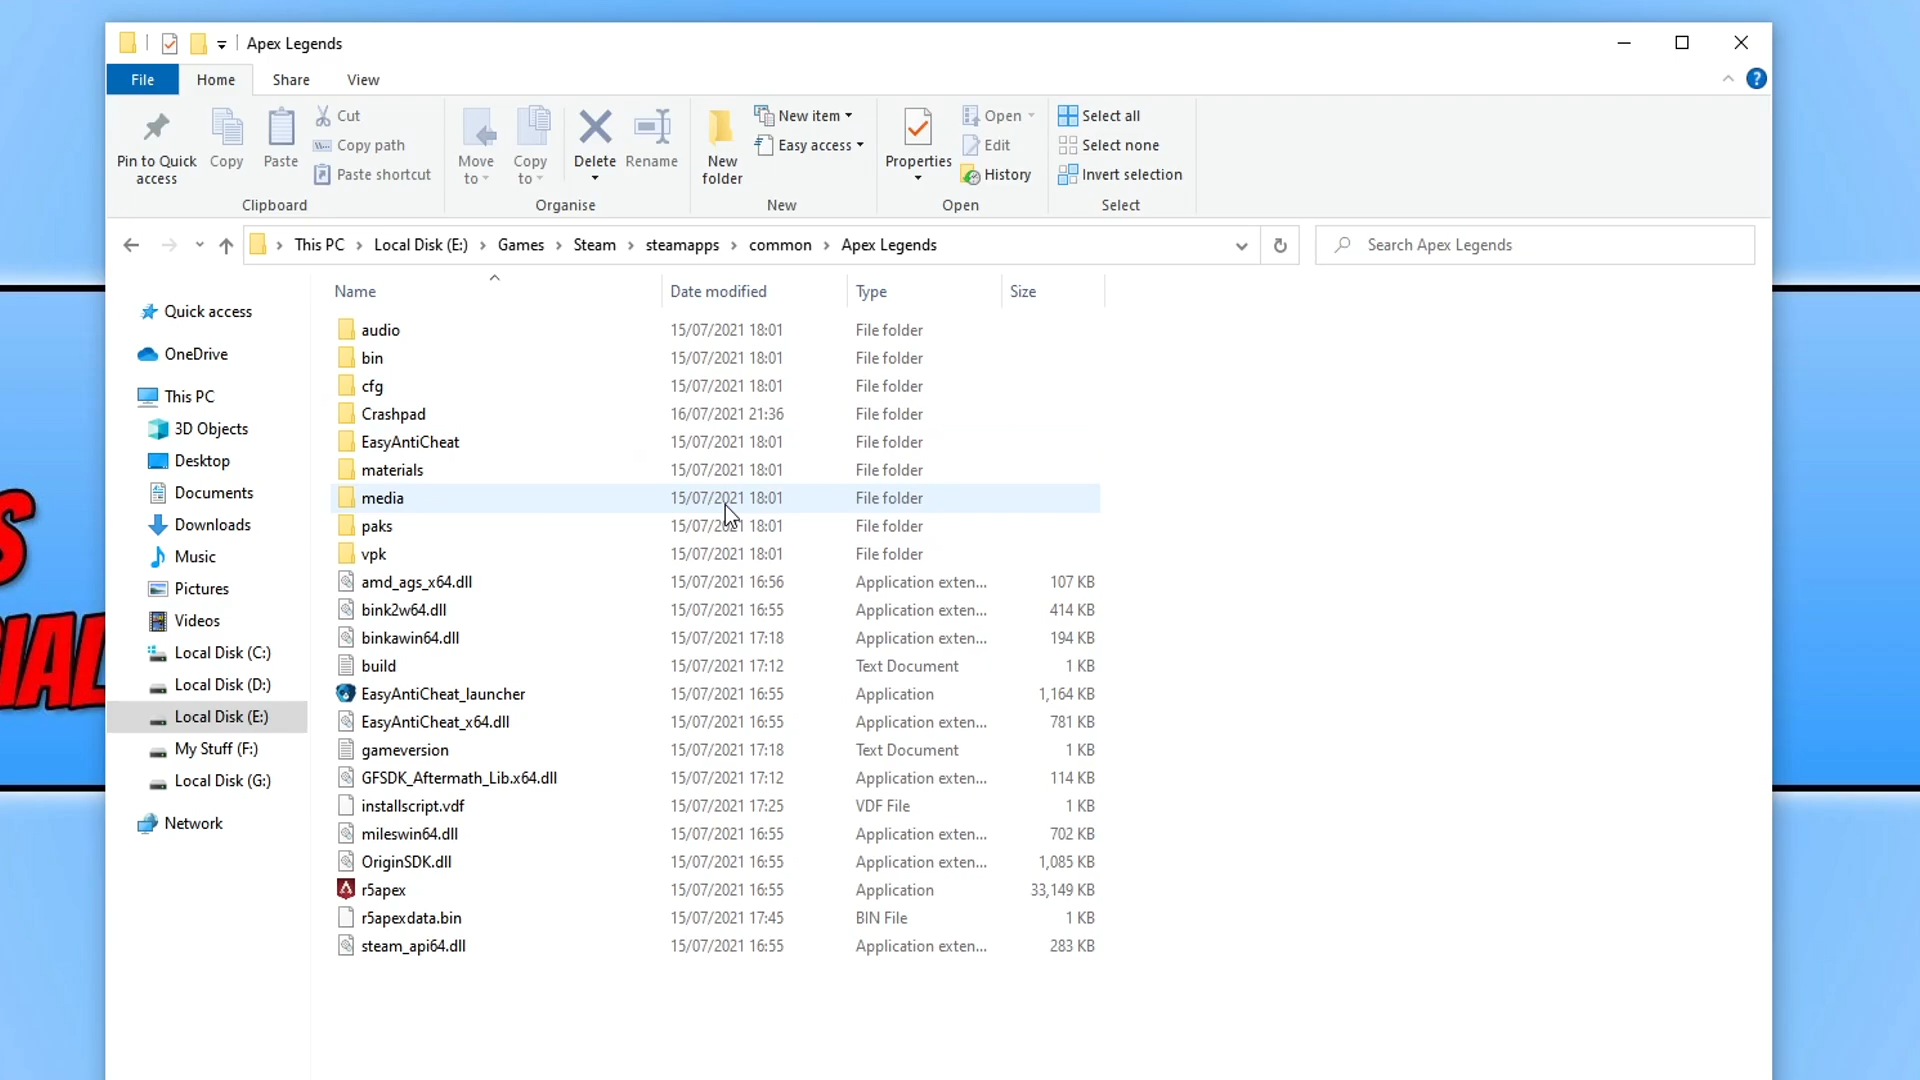 Apex Legends
File Home Share View
Pin to Quick access
Copy
Paste
Cut
Copy path
Paste shortcut
Clipboard
Move to
Copy to
Delete
Rename
Organise
New folder
New item
Easy access
New
Properties
Open
Edit
History
Open
Select all
Select none
Invert selection
Select
This PC > Local Disk (E:) > Games > Steam > steamapps > common > Apex Legends
Search Apex Legends
Quick access
OneDrive
This PC
3D Objects
Desktop
Documents
Downloads
Music
Pictures
Videos
Local Disk (C:)
Local Disk (D:)
Local Disk (E:)
My Stuff (F:)
Local Disk (G:)
Network
Name Date modified Type Size
audio 15/07/2021 18:01 File folder
bin 15/07/2021 18:01 File folder
cfg 15/07/2021 18:01 File folder
Crashpad 16/07/2021 21:36 File folder
EasyAntiCheat 15/07/2021 18:01 File folder
materials 15/07/2021 18:01 File folder
media 15/07/2021 18:01 File folder
paks 15/07/2021 18:01 File folder
vpk 15/07/2021 18:01 File folder
amd_ags_x64.dll 15/07/2021 16:56 Application exten... 107 KB
bink2w64.dll 15/07/2021 16:55 Application exten... 414 KB
binkawin64.dll 15/07/2021 17:18 Application exten... 194 KB
build 15/07/2021 17:12 Text Document 1 KB
EasyAntiCheat_launcher 15/07/2021 16:55 Application 1,164 KB
EasyAntiCheat_x64.dll 15/07/2021 16:55 Application exten... 781 KB
gameversion 15/07/2021 17:18 Text Document 1 KB
GFSDK_Aftermath_Lib.x64.dll 15/07/2021 17:12 Application exten... 114 KB
installscript.vdf 15/07/2021 17:25 VDF File 1 KB
mileswin64.dll 15/07/2021 16:55 Application exten... 702 KB
OriginSDK.dll 15/07/2021 16:55 Application exten... 1,085 KB
r5apex 15/07/2021 16:55 Application 33,149 KB
r5apexdata.bin 15/07/2021 17:45 BIN File 1 KB
steam_api64.dll 15/07/2021 16:55 Application exten... 283 KB
S
IAL